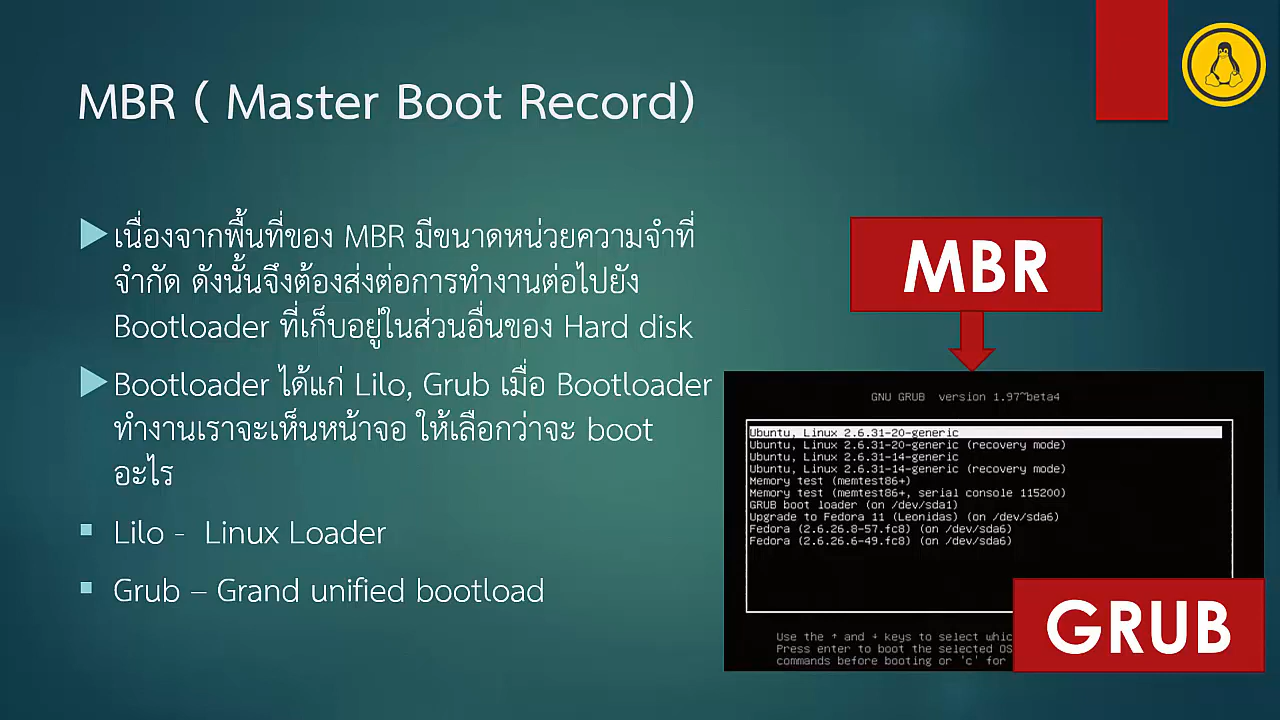 MBR ( Master Boot Record)
เนื่องจากพื้นที่ของ MBR มีขนาดหน่วยความจำที่
จำกัด ดังนั้นจึงต้องส่งต่อการทำงานต่อไปยัง
Bootloader ที่เก็บอยู่ในส่วนอื่นของ Hard disk
Bootloader ได้แก่ Lilo, Grub เมื่อ Bootloader
ทำงานเราจะเห็นหน้าจอ ให้เลือกว่าจะ boot
อะไร
Lilo - Linux Loader
Grub – Grand unified bootload
MBR
GNU GRUB version 1.97~beta4
Ubuntu, Linux 2.6.31-20-generic
Ubuntu, Linux 2.6.31-20-generic (recovery mode)
Ubuntu, Linux 2.6.31-14-generic
Ubuntu, Linux 2.6.31-14-generic (recovery mode)
Memory test (memtest86+)
Memory test (memtest86+, serial console 115200)
GRUB boot loader (on /dev/sda1)
Upgrade to Fedora 11 (Leonidas) (on /dev/sda6)
Fedora (2.6.26.8-57.fc8) (on /dev/sda6)
Fedora (2.6.26.6-49.fc8) (on /dev/sda6)
Use the ↑ and ↓ keys to select whic
Press enter to boot the selected OS
commands before booting or 'c' for
GRUB